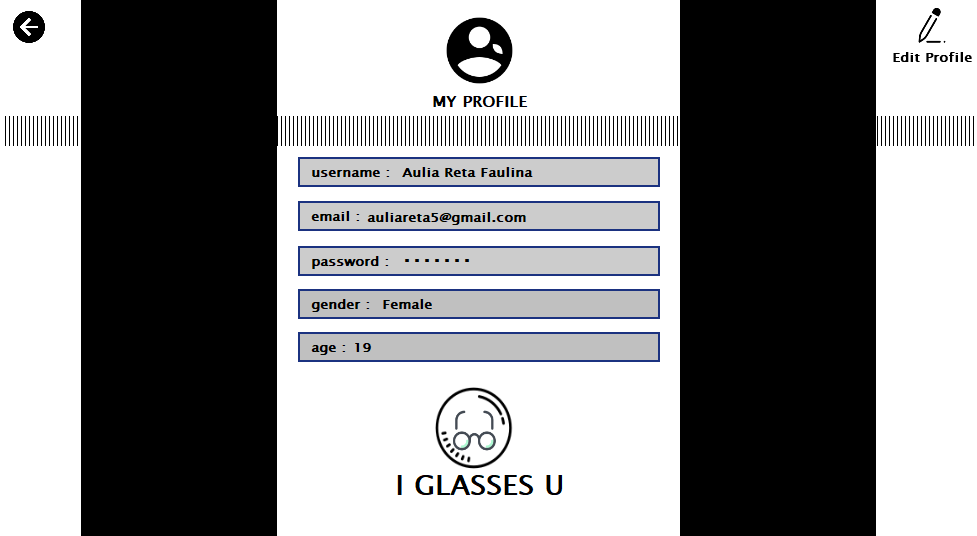 Edit Profile
MY PROFILE
username : Aulia Reta Faulina
email : auliareta5@gmail.com
password : •••••••
gender : Female
age : 19
I GLASSES U